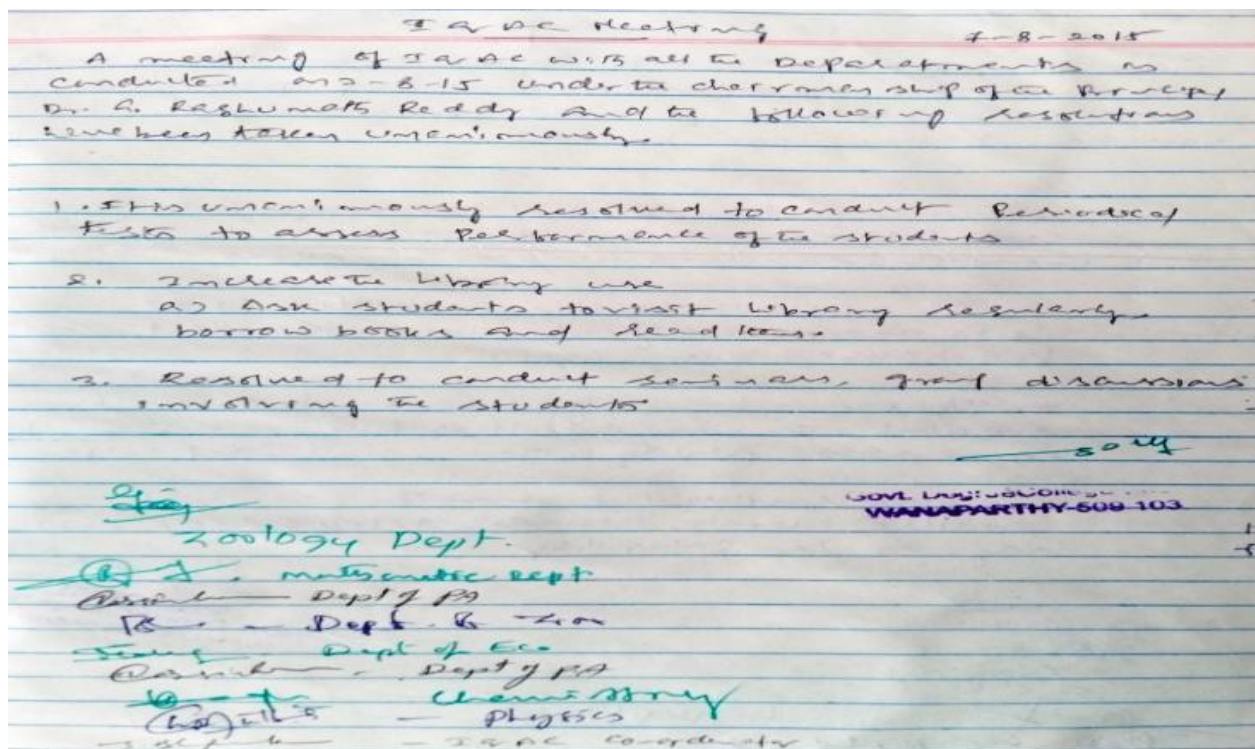 IQAC Meeting
7-8-2015
A meeting of IQAC with all the Departments is
conducted on 7-8-15 under the chairmanship of the Principal
Dr. G. Raghunath Reddy and the following resolutions
have been taken unanimously.
1. It is unanimously resolved to conduct Periodical
tests to assess Performance of the students
2. Increase the Library use
a) Ask students to visit Library regularly
borrow books and read them.
3. Resolved to conduct seminars, group discussions
involving the students
WANAPARTHY-509 103
Zoology Dept.
Mathematic Dept
Dept of PA
Dept of
Dept of Eco
Dept of PA
Chemistry
Physics
IQAC Co-ordinator